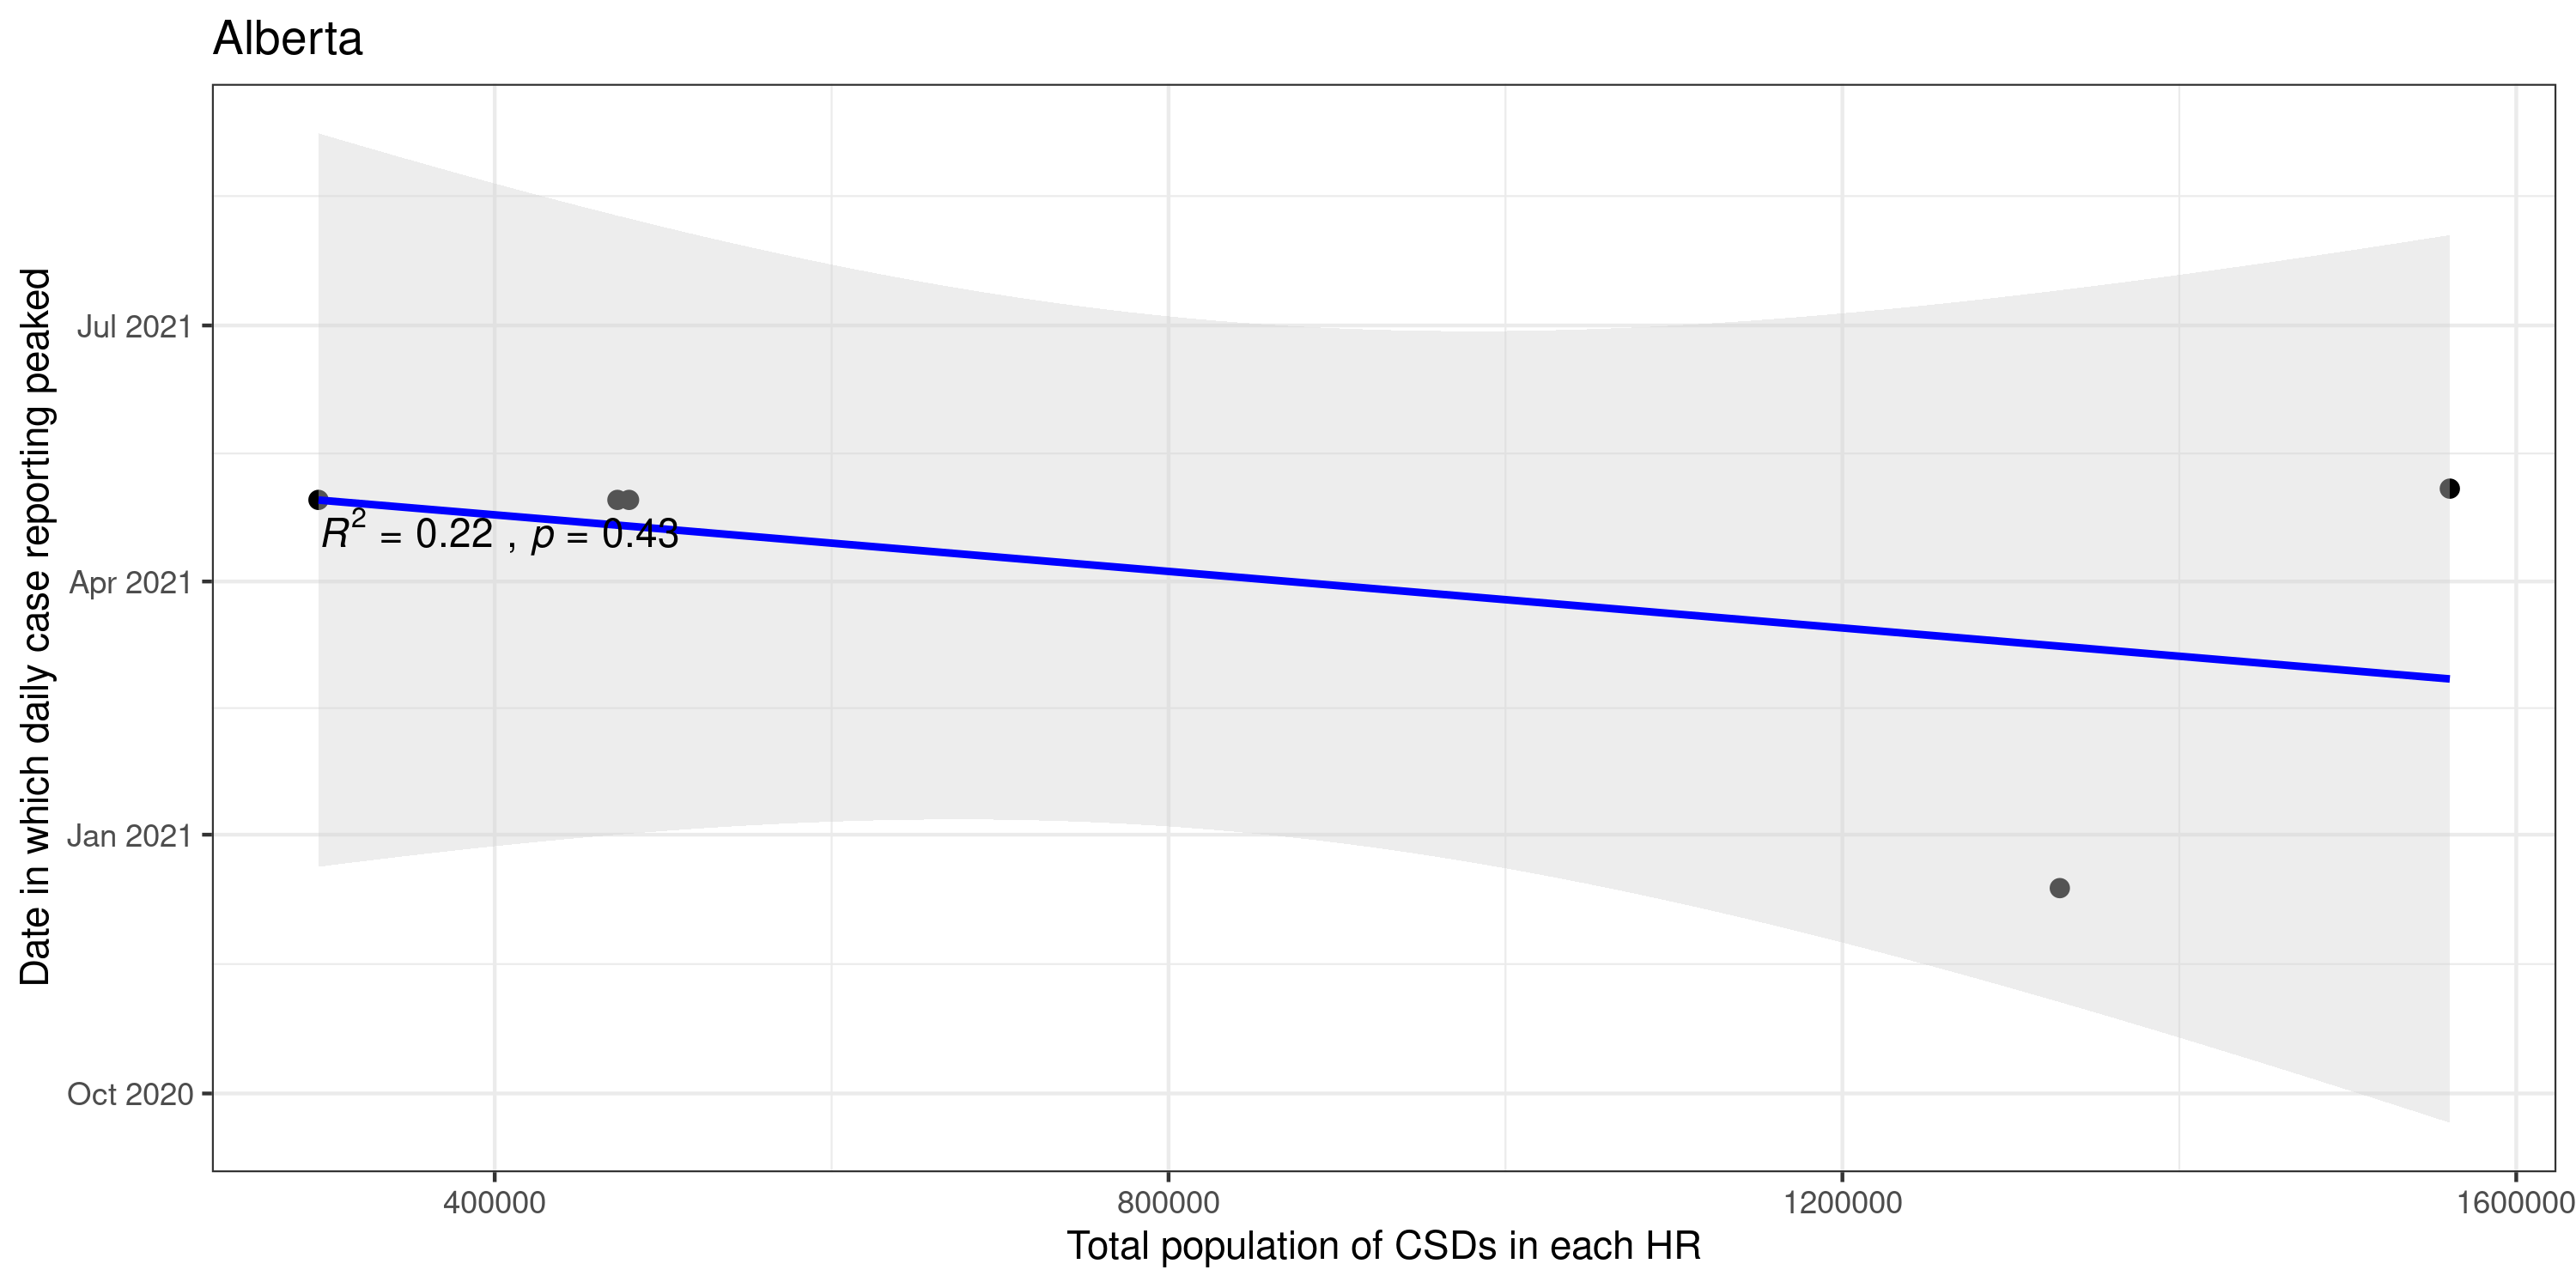 Alberta
Date in which daily case reporting peaked
Jul 2021
Apr 2021
Jan 2021
Oct 2020
R² = 0.22 , p = 0.43
400000
800000
1200000
1600000
Total population of CSDs in each HR